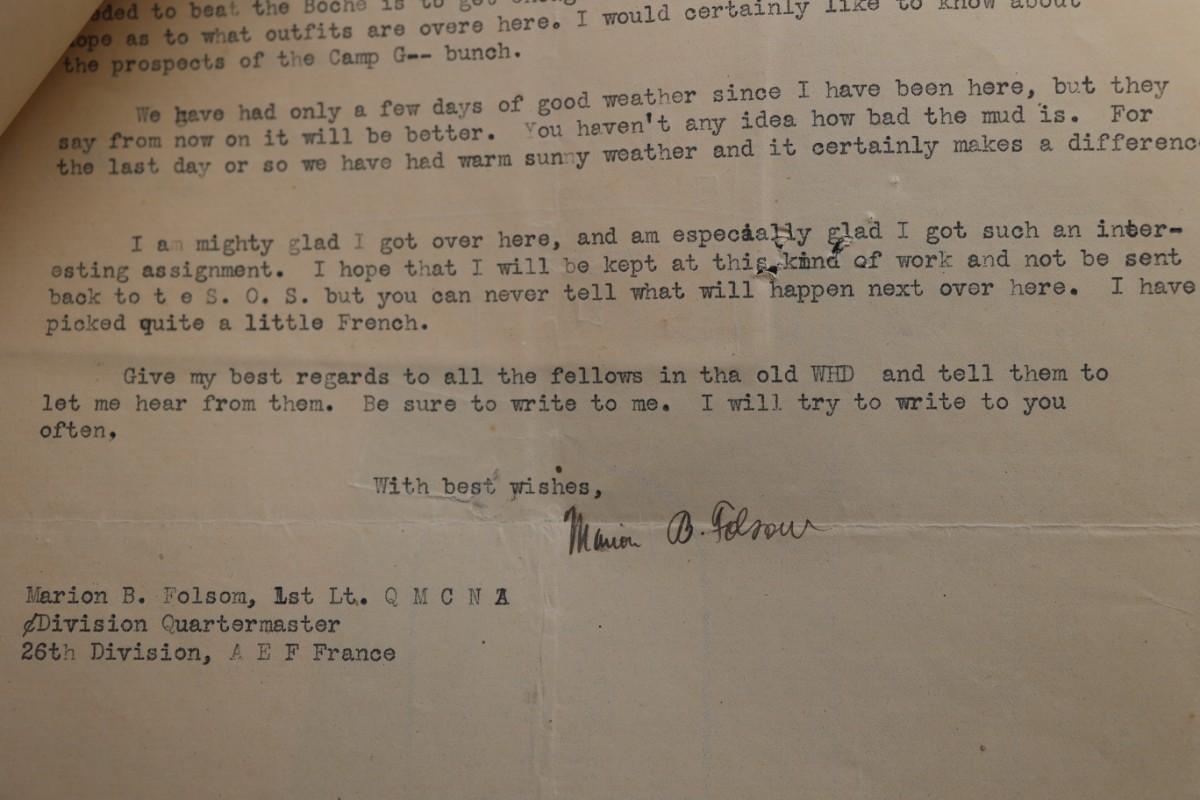 ded to beat the Boche is to get
ope as to what outfits are overe here. I would certainly like to know about
the prospects of the Camp G-- bunch.
We have had only a few days of good weather since I have been here, but they
say from now on it will be better. You haven't any idea how bad the mud is. For
the last day or so we have had warm sunny weather and it certainly makes a differenc
I am mighty glad I got over here, and am especially glad I got such an inter-
esting assignment. I hope that I will be kept at this kind of work and not be sent
back to t e S. O. S. but you can never tell what will happen next over here. I have
picked quite a little French.
Give my best regards to all the fellows in tha old WHD and tell them to
let me hear from them. Be sure to write to me. I will try to write to you
often,
With best wishes,
Marion B. Folsom
Marion B. Folsom, 1st Lt. Q M C N A
Division Quartermaster
26th Division, A E F France